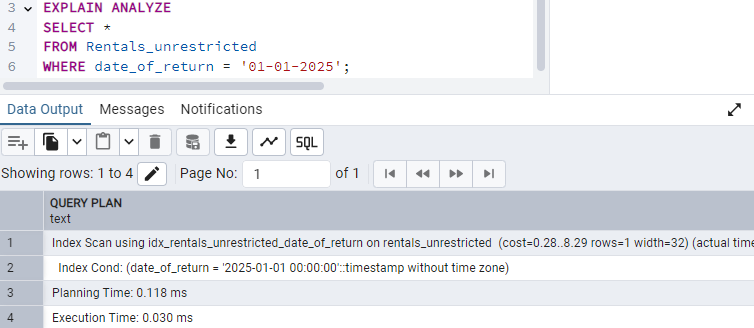 3 EXPLAIN ANALYZE
4 SELECT *
5 FROM Rentals_unrestricted
6 WHERE date_of_return = '01-01-2025';
Data Output Messages Notifications
SQL
Showing rows: 1 to 4 Page No: 1 of 1
QUERY PLAN
text
1 Index Scan using idx_rentals_unrestricted_date_of_return on rentals_unrestricted (cost=0.28..8.29 rows=1 width=32) (actual time
2 Index Cond: (date_of_return = '2025-01-01 00:00:00'::timestamp without time zone)
3 Planning Time: 0.118 ms
4 Execution Time: 0.030 ms